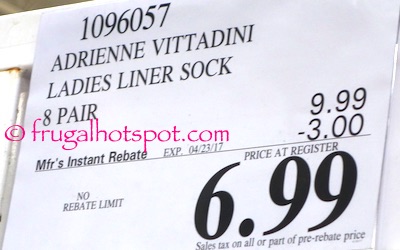 1096057
ADRIENNE VITTADINI
LADIES LINER SOCK
8 PAIR 9.99
© frugalhotspot.com -3.00
Mfr's Instant Rebate EXP. 04/23/17 PRICE AT REGISTER
NO
REBATE LIMIT
6.99
Sales tax on all or part of pre-rebate price